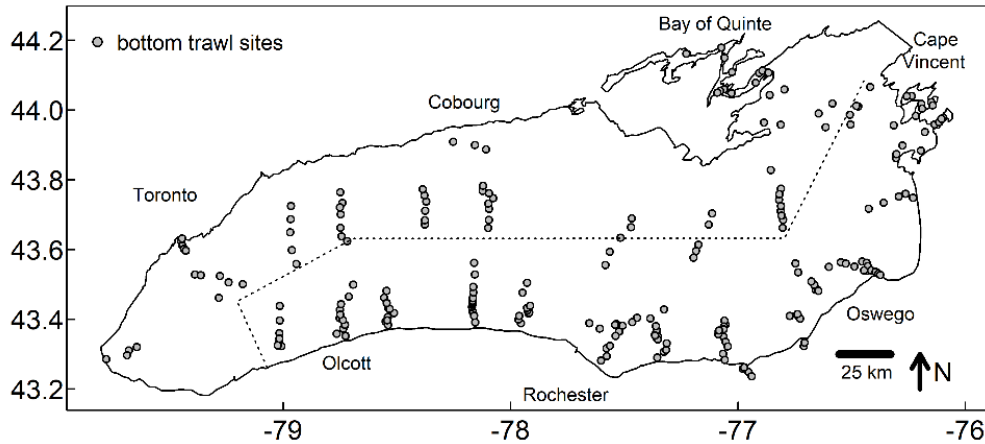 44.2
44.0
43.8
43.6
43.4
43.2
bottom trawl sites
Bay of Quinte
Cape
Vincent
Cobourg
Toronto
Oswego
Olcott
Rochester
25 km
N
-79
-78
-77
-76